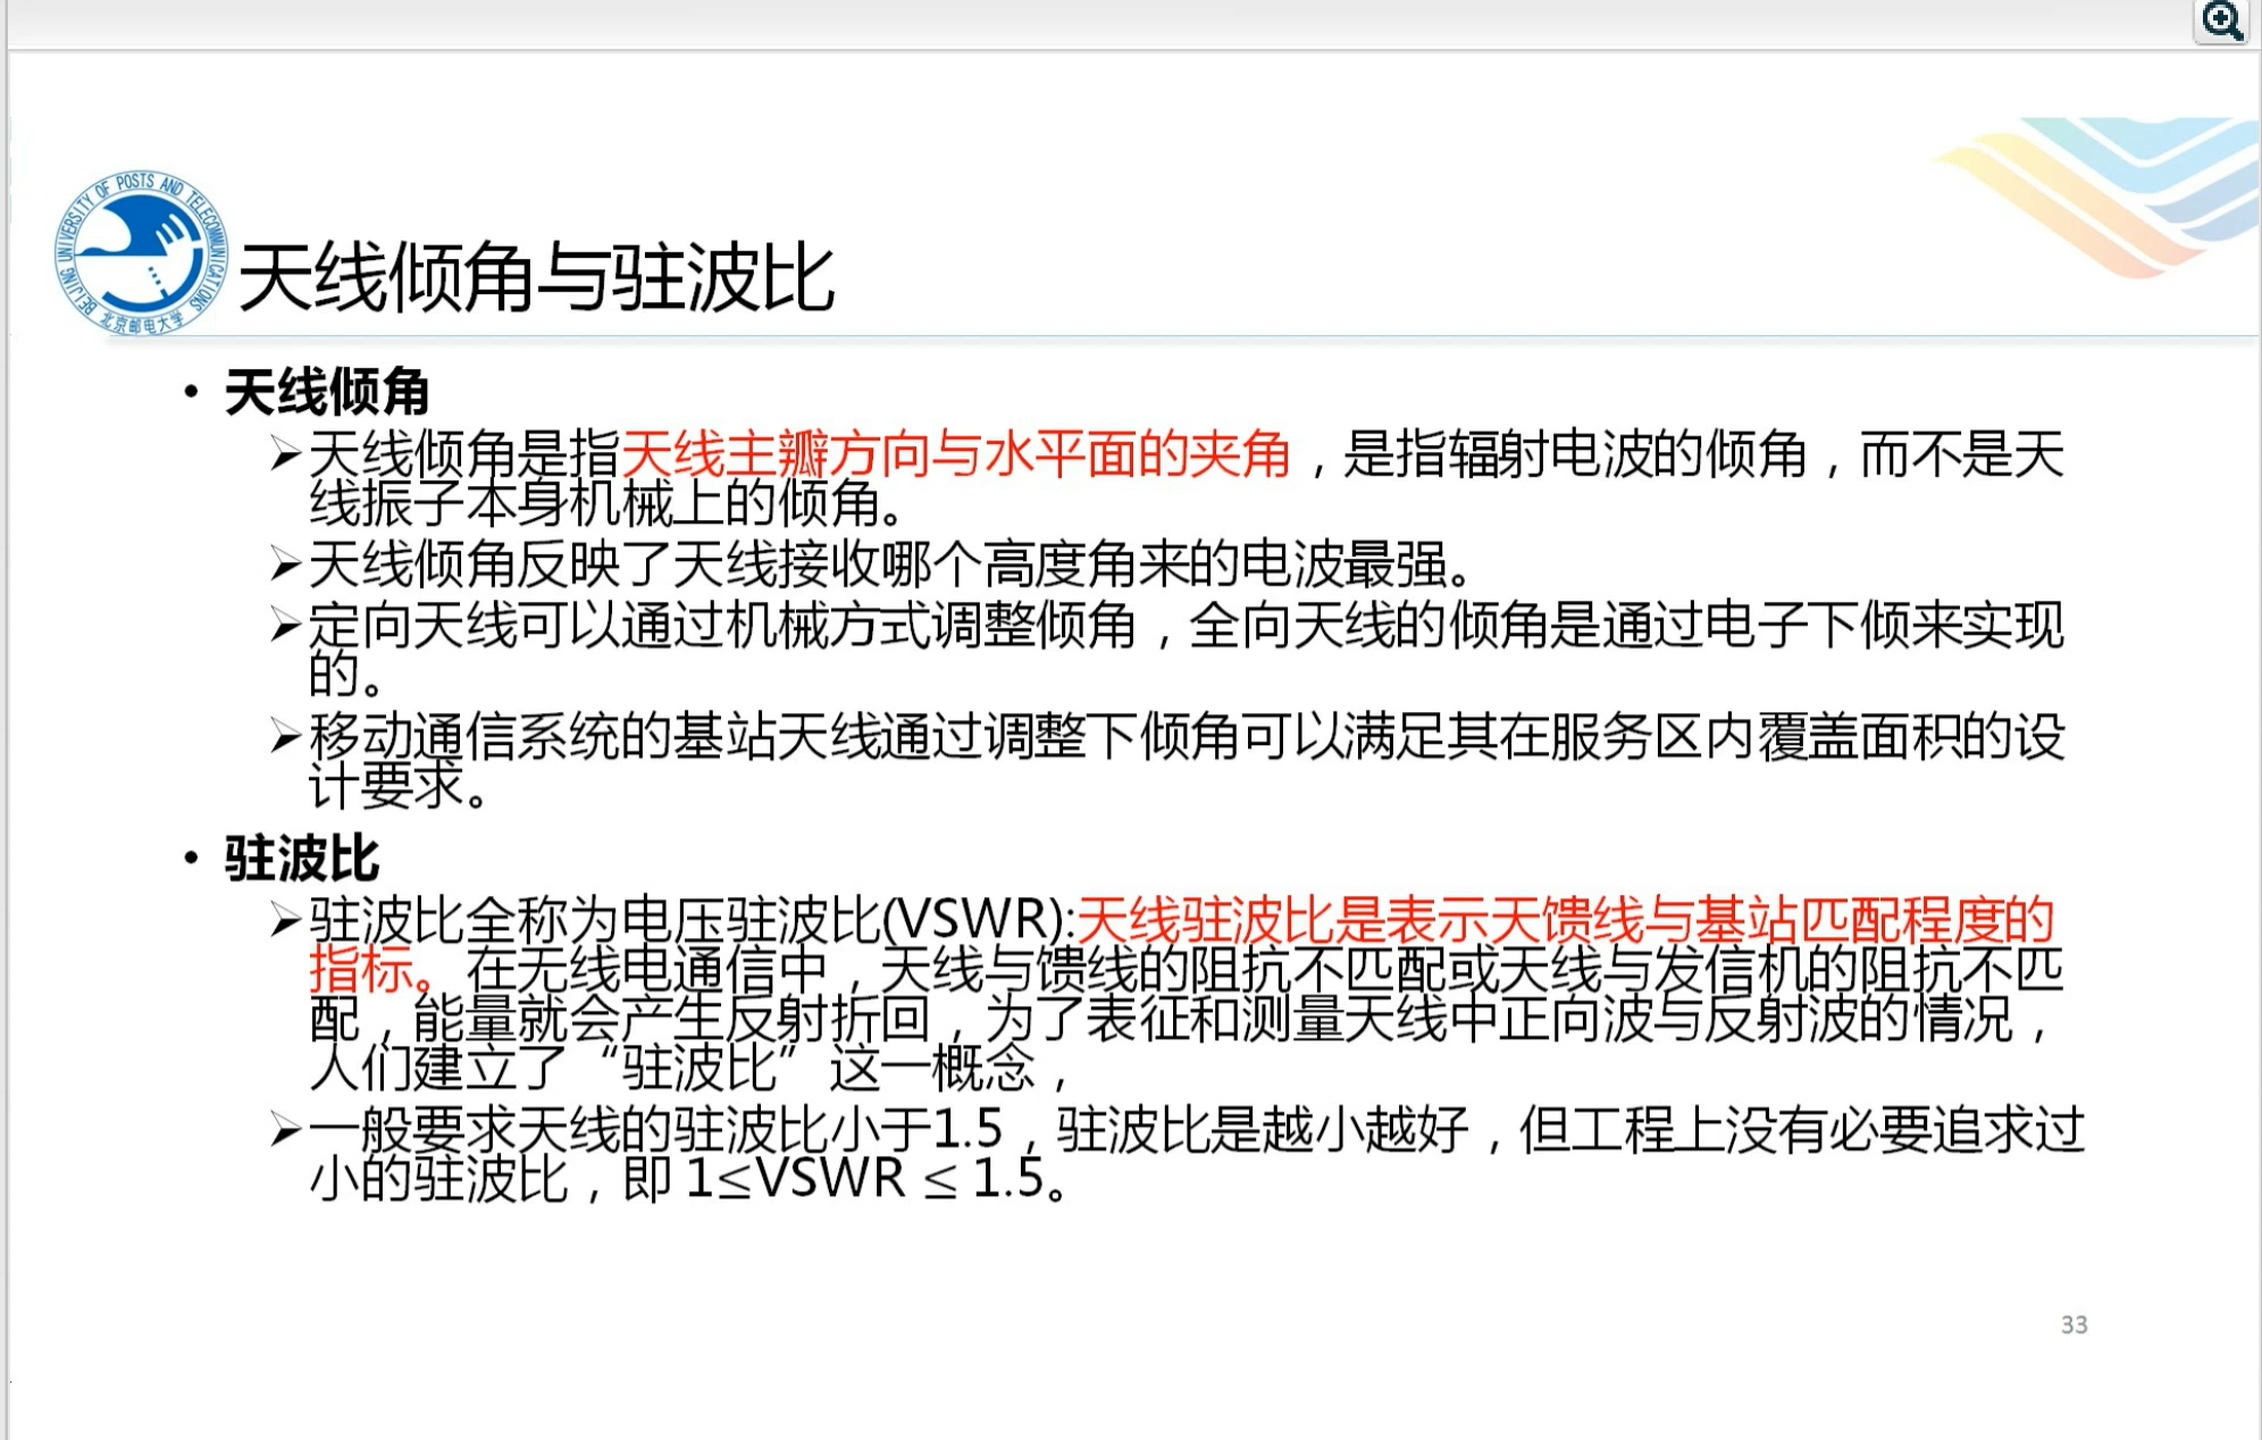 BEIJING UNIVERSITY OF POSTS AND TELECOMMUNICATIONS
北京邮电大学
天线倾角与驻波比
• 天线倾角
➢天线倾角是指天线主瓣方向与水平面的夹角，是指辐射电波的倾角，而不是天
线振子本身机械上的倾角。
➢天线倾角反映了天线接收哪个高度角来的电波最强。
➢定向天线可以通过机械方式调整倾角，全向天线的倾角是通过电子下倾来实现
的。
➢移动通信系统的基站天线通过调整下倾角可以满足其在服务区内覆盖面积的设
计要求。
• 驻波比
➢驻波比全称为电压驻波比(VSWR):天线驻波比是表示天馈线与基站匹配程度的
指标。在无线电通信中，天线与馈线的阻抗不匹配或天线与发信机的阻抗不匹
配，能量就会产生反射折回，为了表征和测量天线中正向波与反射波的情况，
人们建立了“驻波比”这一概念，
➢一般要求天线的驻波比小于1.5，驻波比是越小越好，但工程上没有必要追求过
小的驻波比，即 1≤VSWR ≤ 1.5。
33